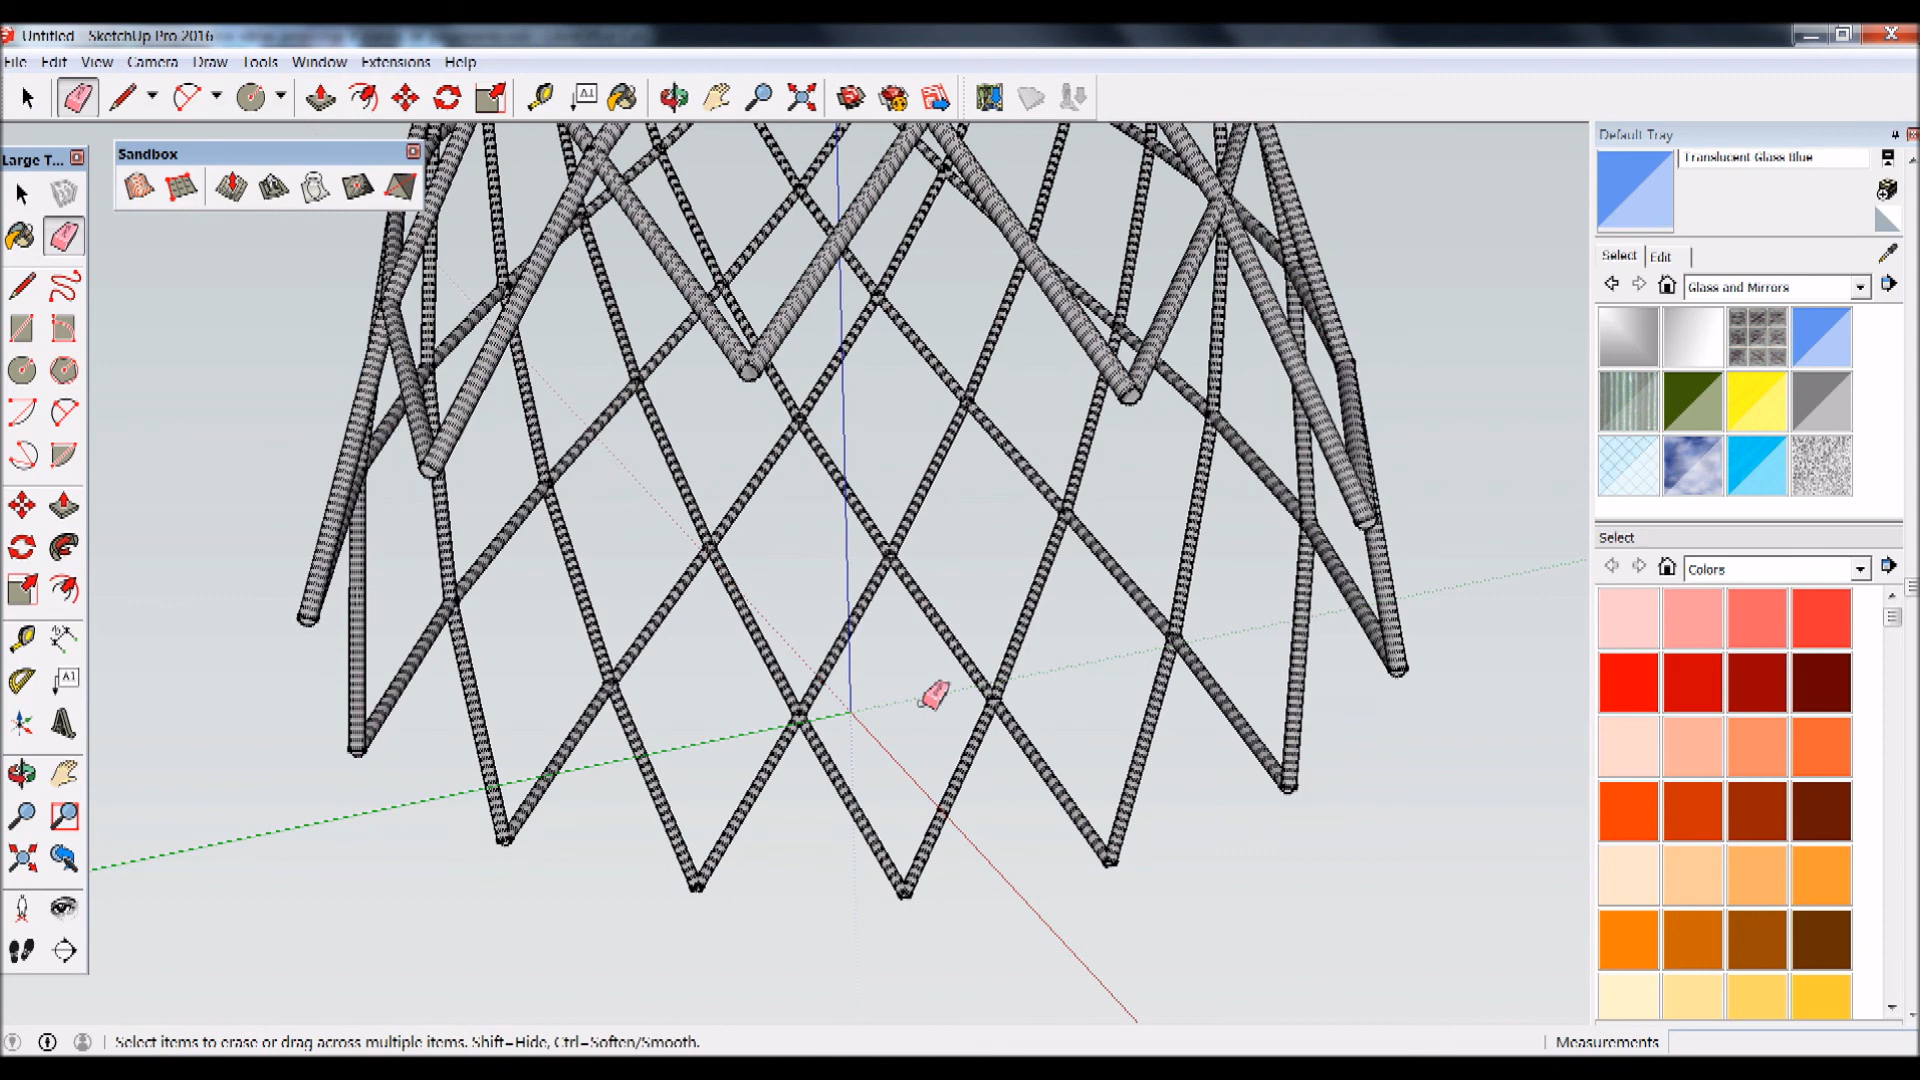 Untitled - SketchUp Pro 2016
File Edit View Camera Draw Tools Window Extensions Help
A1
Large T...
Sandbox
Default Tray
Translucent Glass Blue
Select Edit
Glass and Mirrors
Select
Colors
A1
Select items to erase or drag across multiple items. Shift=Hide, Ctrl=Soften/Smooth.
Measurements